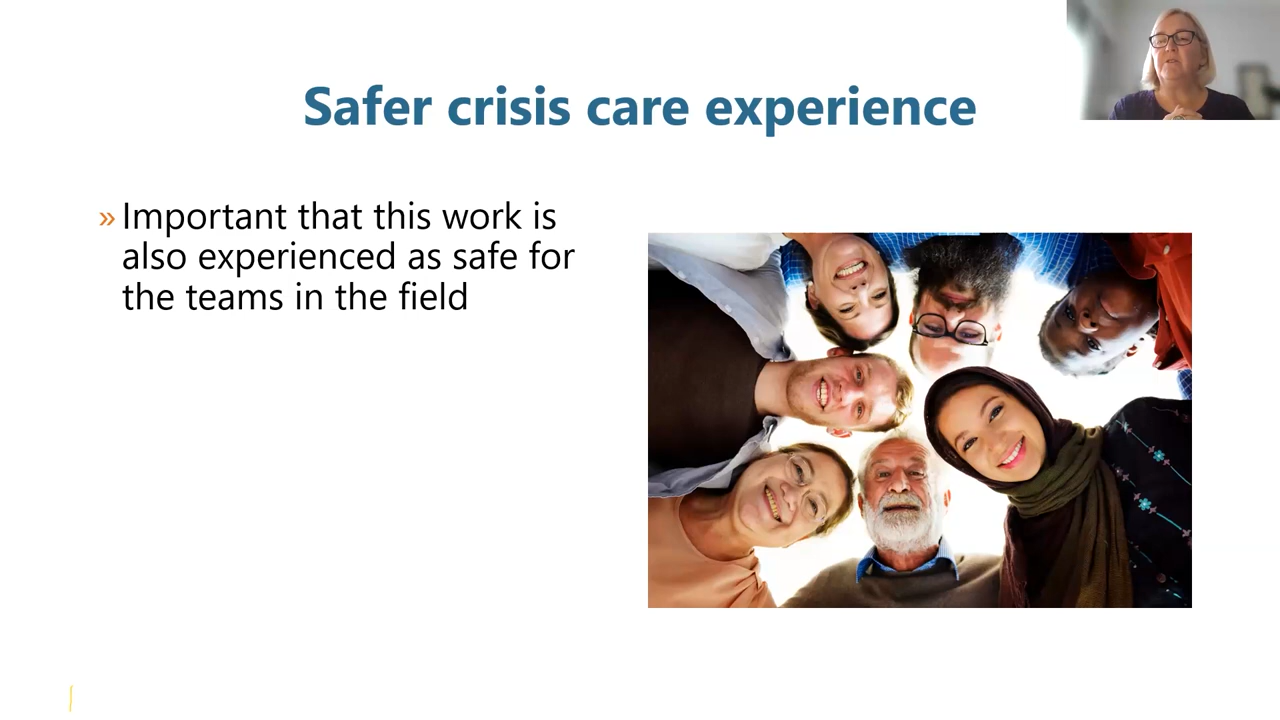 Safer crisis care experience
» Important that this work is
also experienced as safe for
the teams in the field